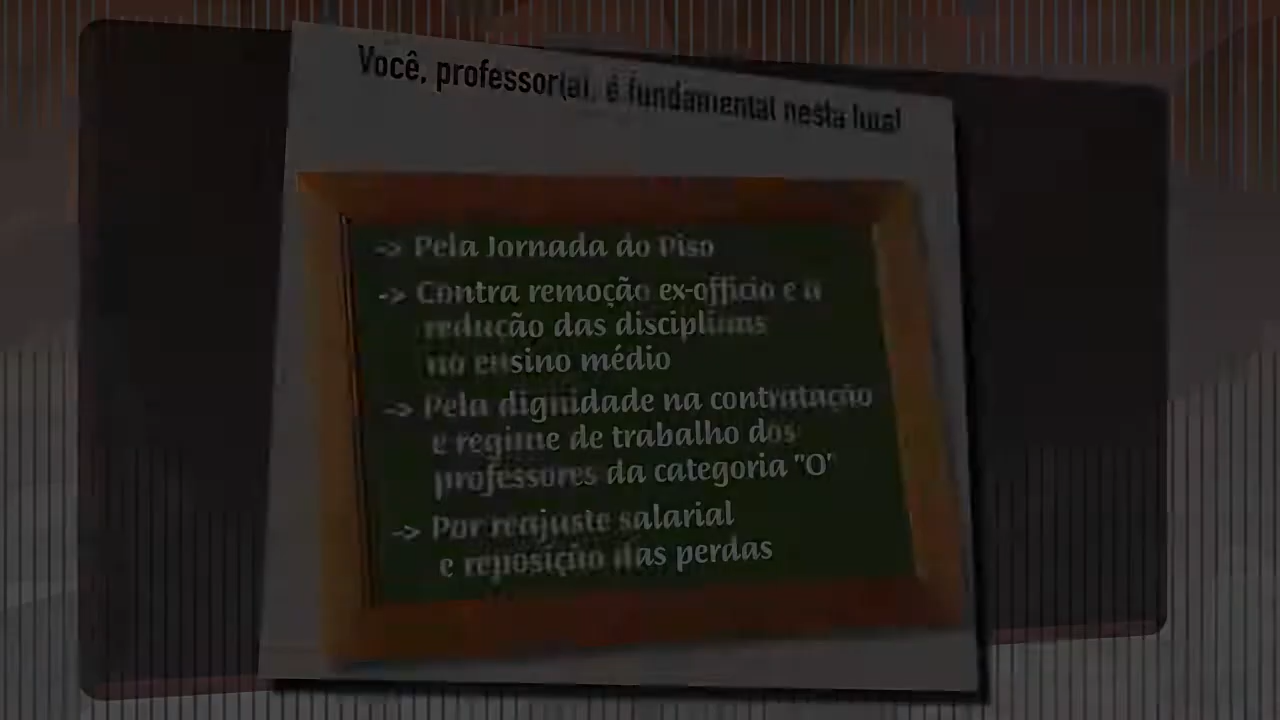 Você, professor(a), é fundamental nesta luta!
-> Pela Jornada do Piso
-> Contra remoção ex-officio e a
redução das disciplinas
no ensino médio
-> Pela dignidade na contratação
e regime de trabalho dos
professores da categoria "O"
-> Por reajuste salarial
e reposição das perdas